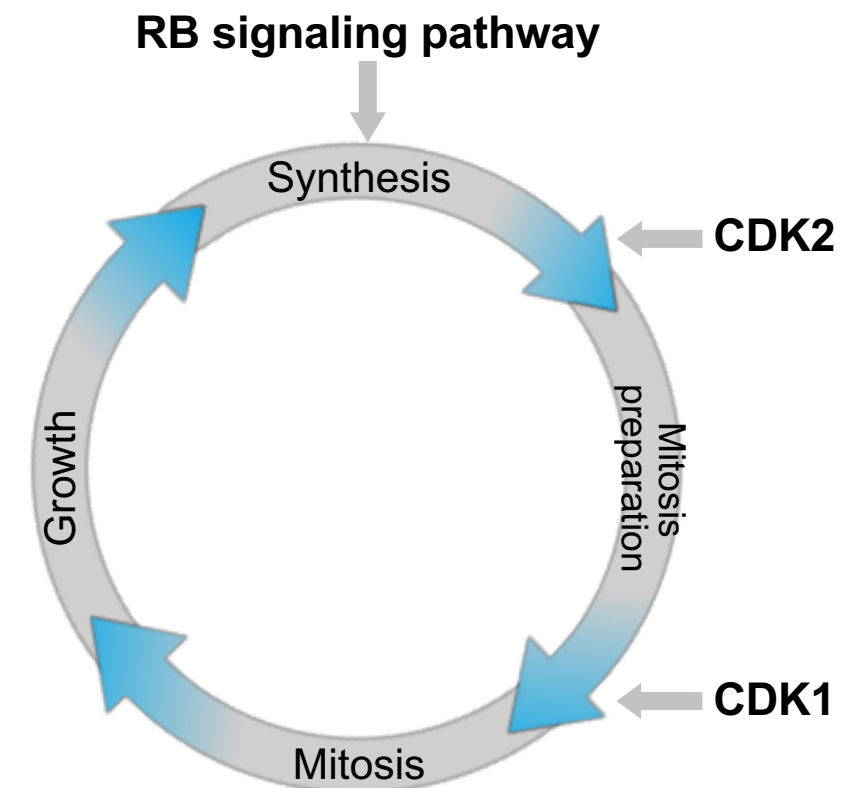 RB signaling pathway
Synthesis
CDK2
Mitosis
preparation
Growth
CDK1
Mitosis